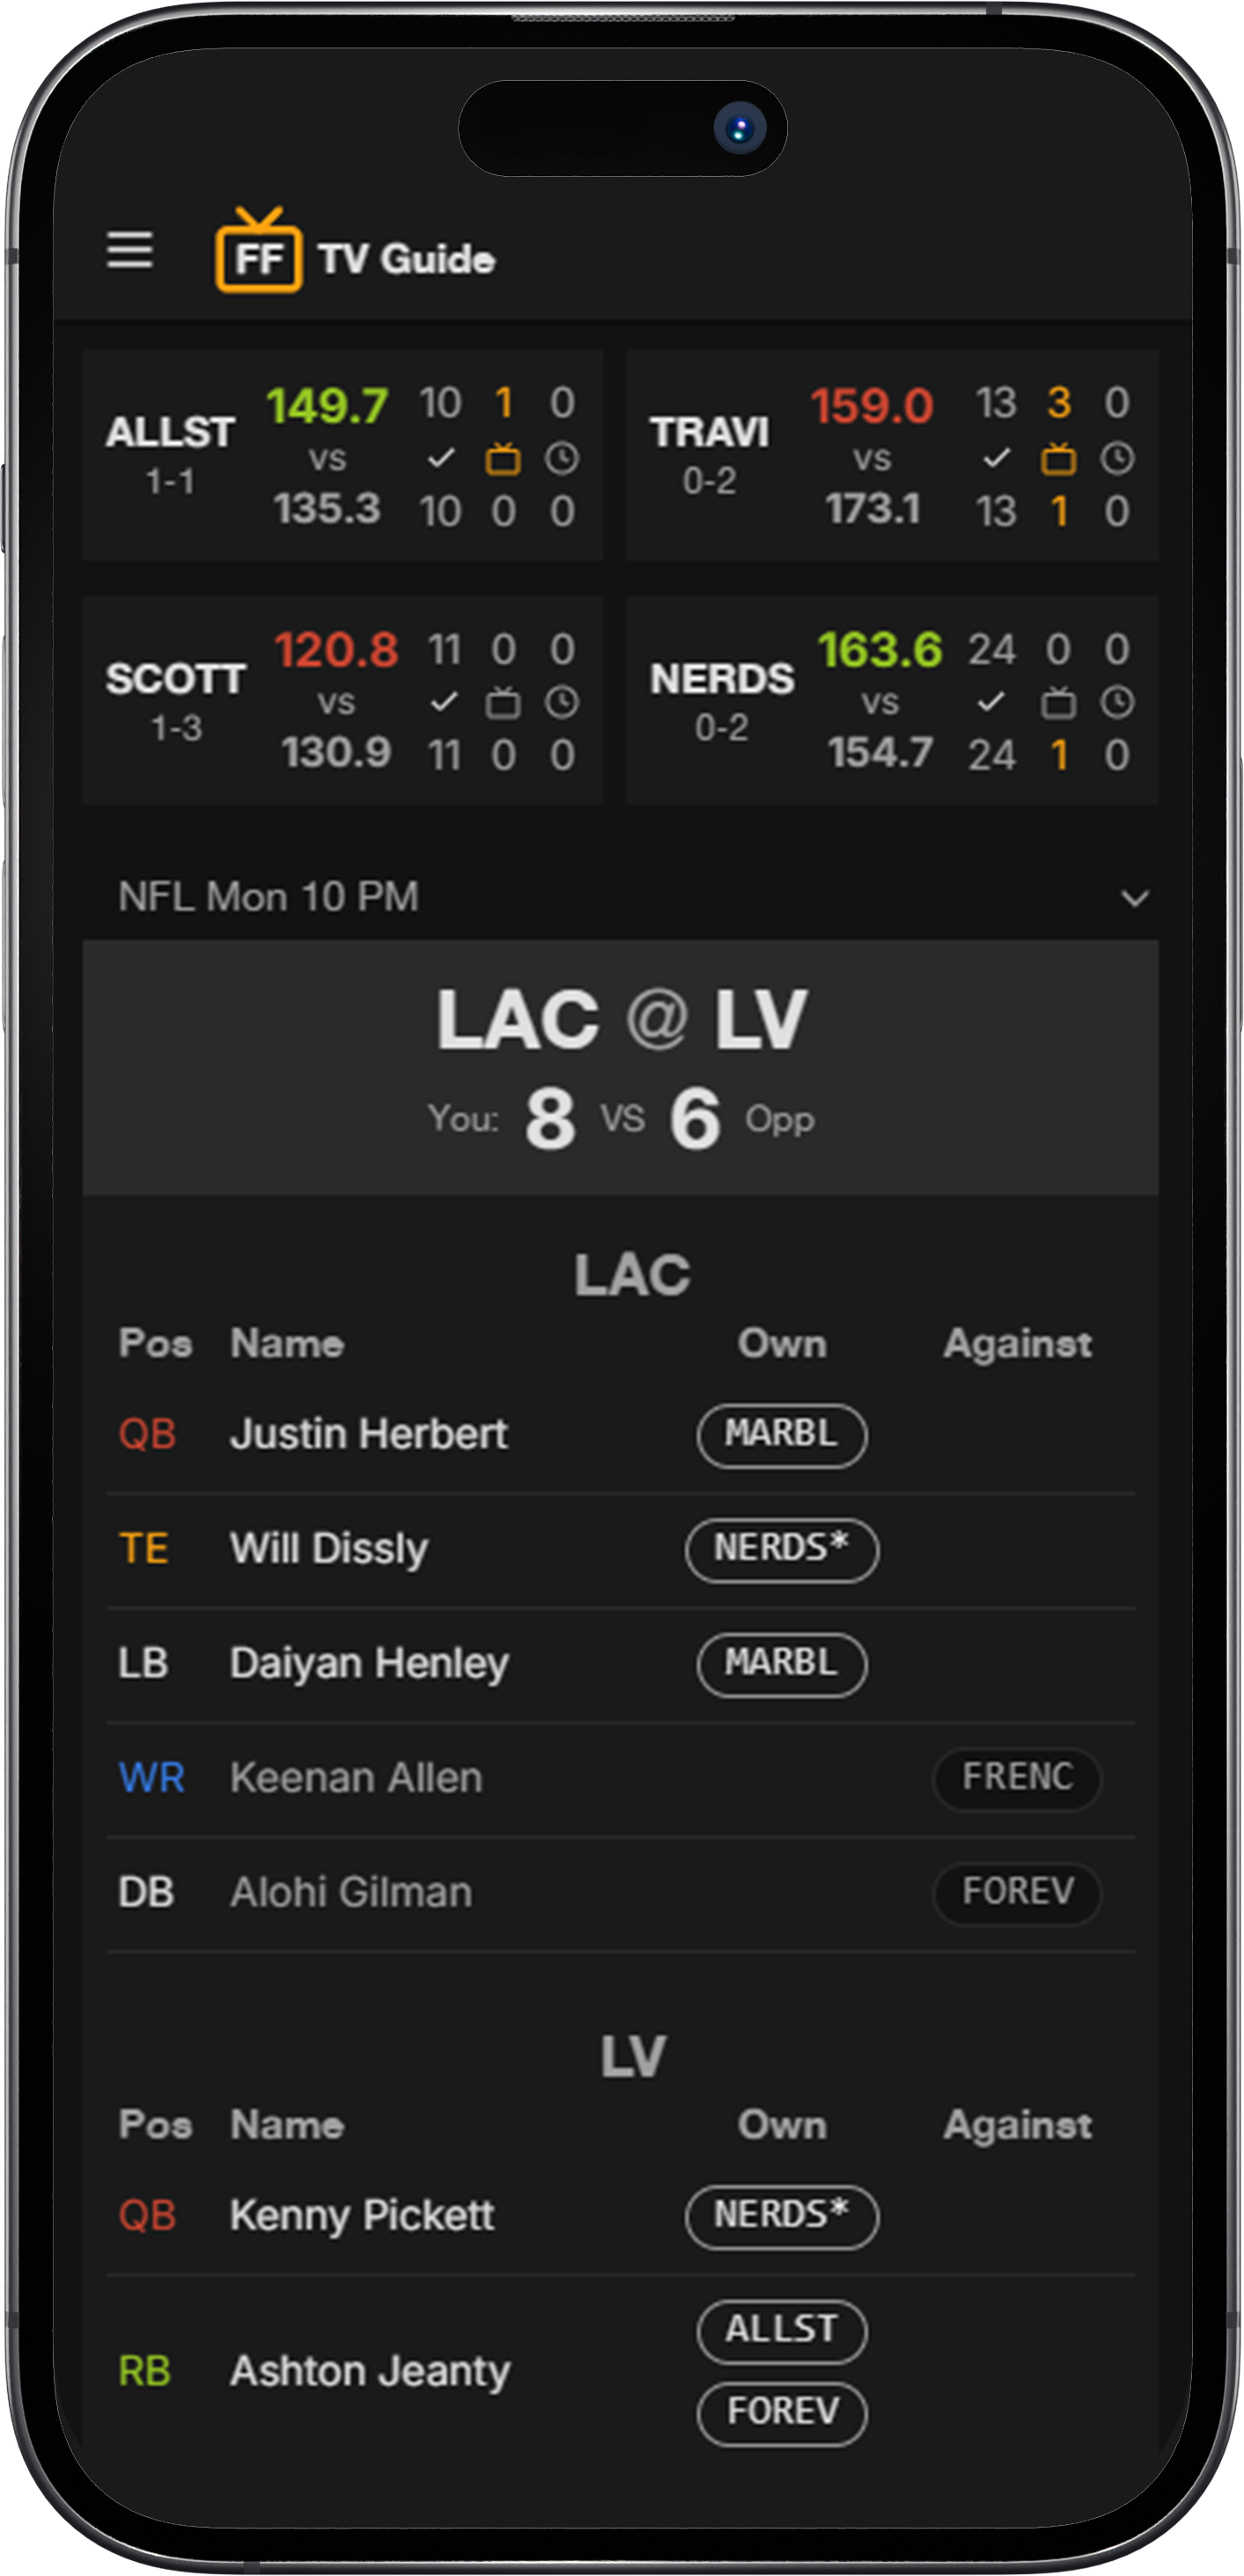 FF TV Guide
ALLST 149.7 10 1 0
1-1 vs
135.3 10 0 0
TRAVI 159.0 13 3 0
0-2 vs
173.1 13 1 0
SCOTT 120.8 11 0 0
1-3 vs
130.9 11 0 0
NERDS 163.6 24 0 0
0-2 vs
154.7 24 1 0
NFL Mon 10 PM
LAC @ LV
You: 8 VS 6 Opp
LAC
Pos Name Own Against
QB Justin Herbert MARBL
TE Will Dissly NERDS*
LB Daiyan Henley MARBL
WR Keenan Allen FRENC
DB Alohi Gilman FOREV
LV
Pos Name Own Against
QB Kenny Pickett NERDS*
RB Ashton Jeanty ALLST
FOREV